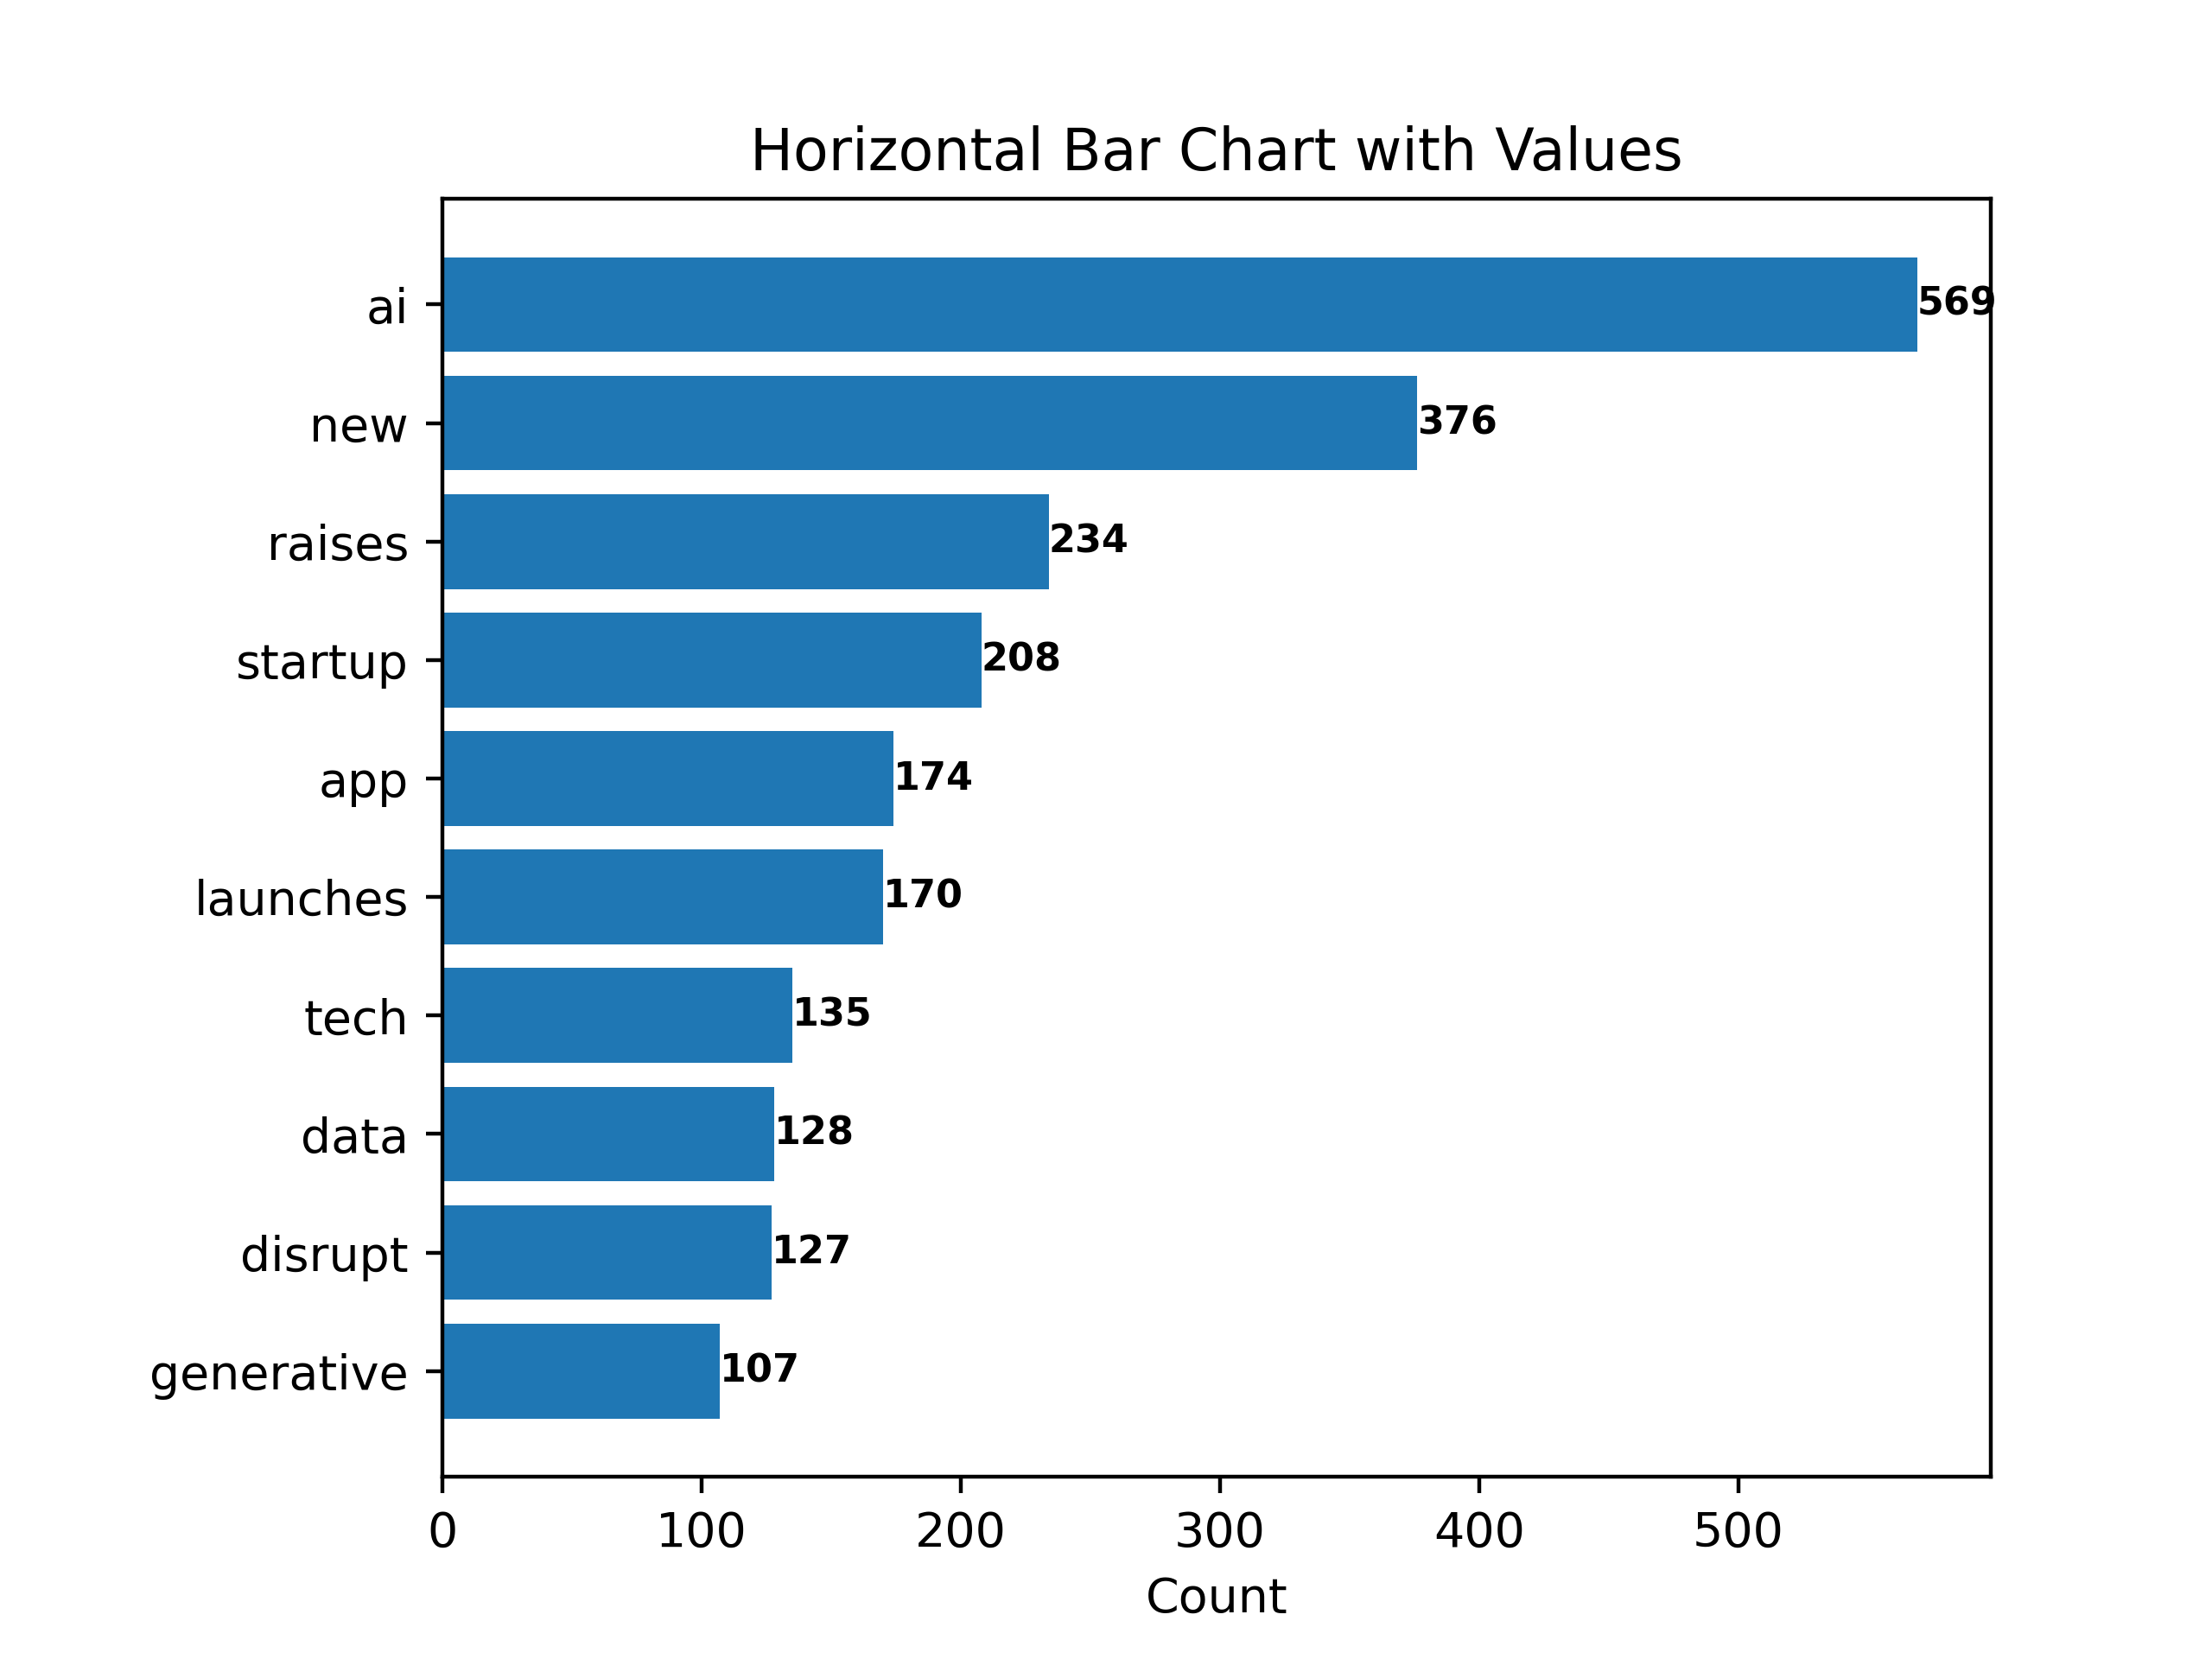 Horizontal Bar Chart with Values
ai 569
new 376
raises 234
startup 208
app 174
launches 170
tech 135
data 128
disrupt 127
generative 107
0 100 200 300 400 500
Count